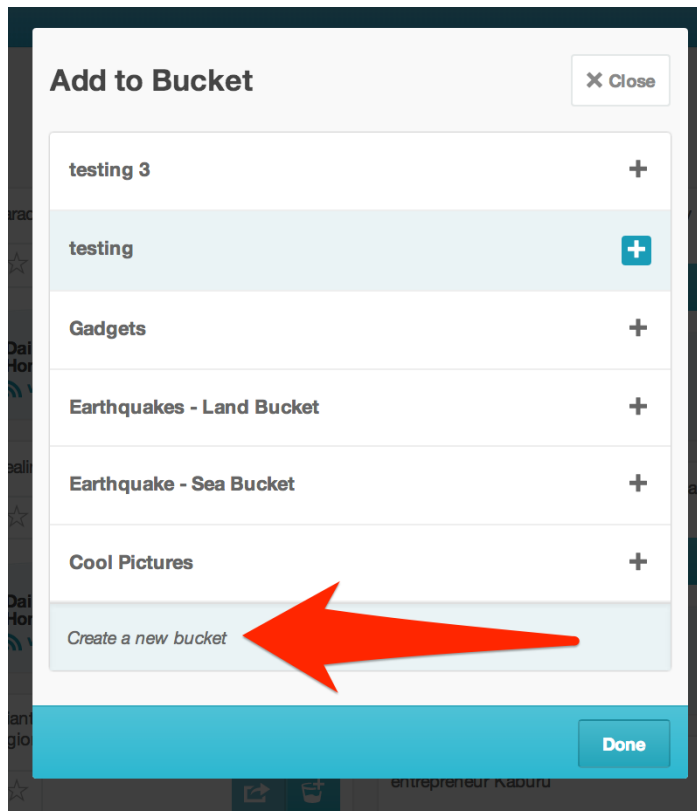 Add to Bucket
Close
testing 3
testing
Gadgets
Earthquakes - Land Bucket
Earthquake - Sea Bucket
Cool Pictures
Create a new bucket
Done
entrepreneur Kaburu